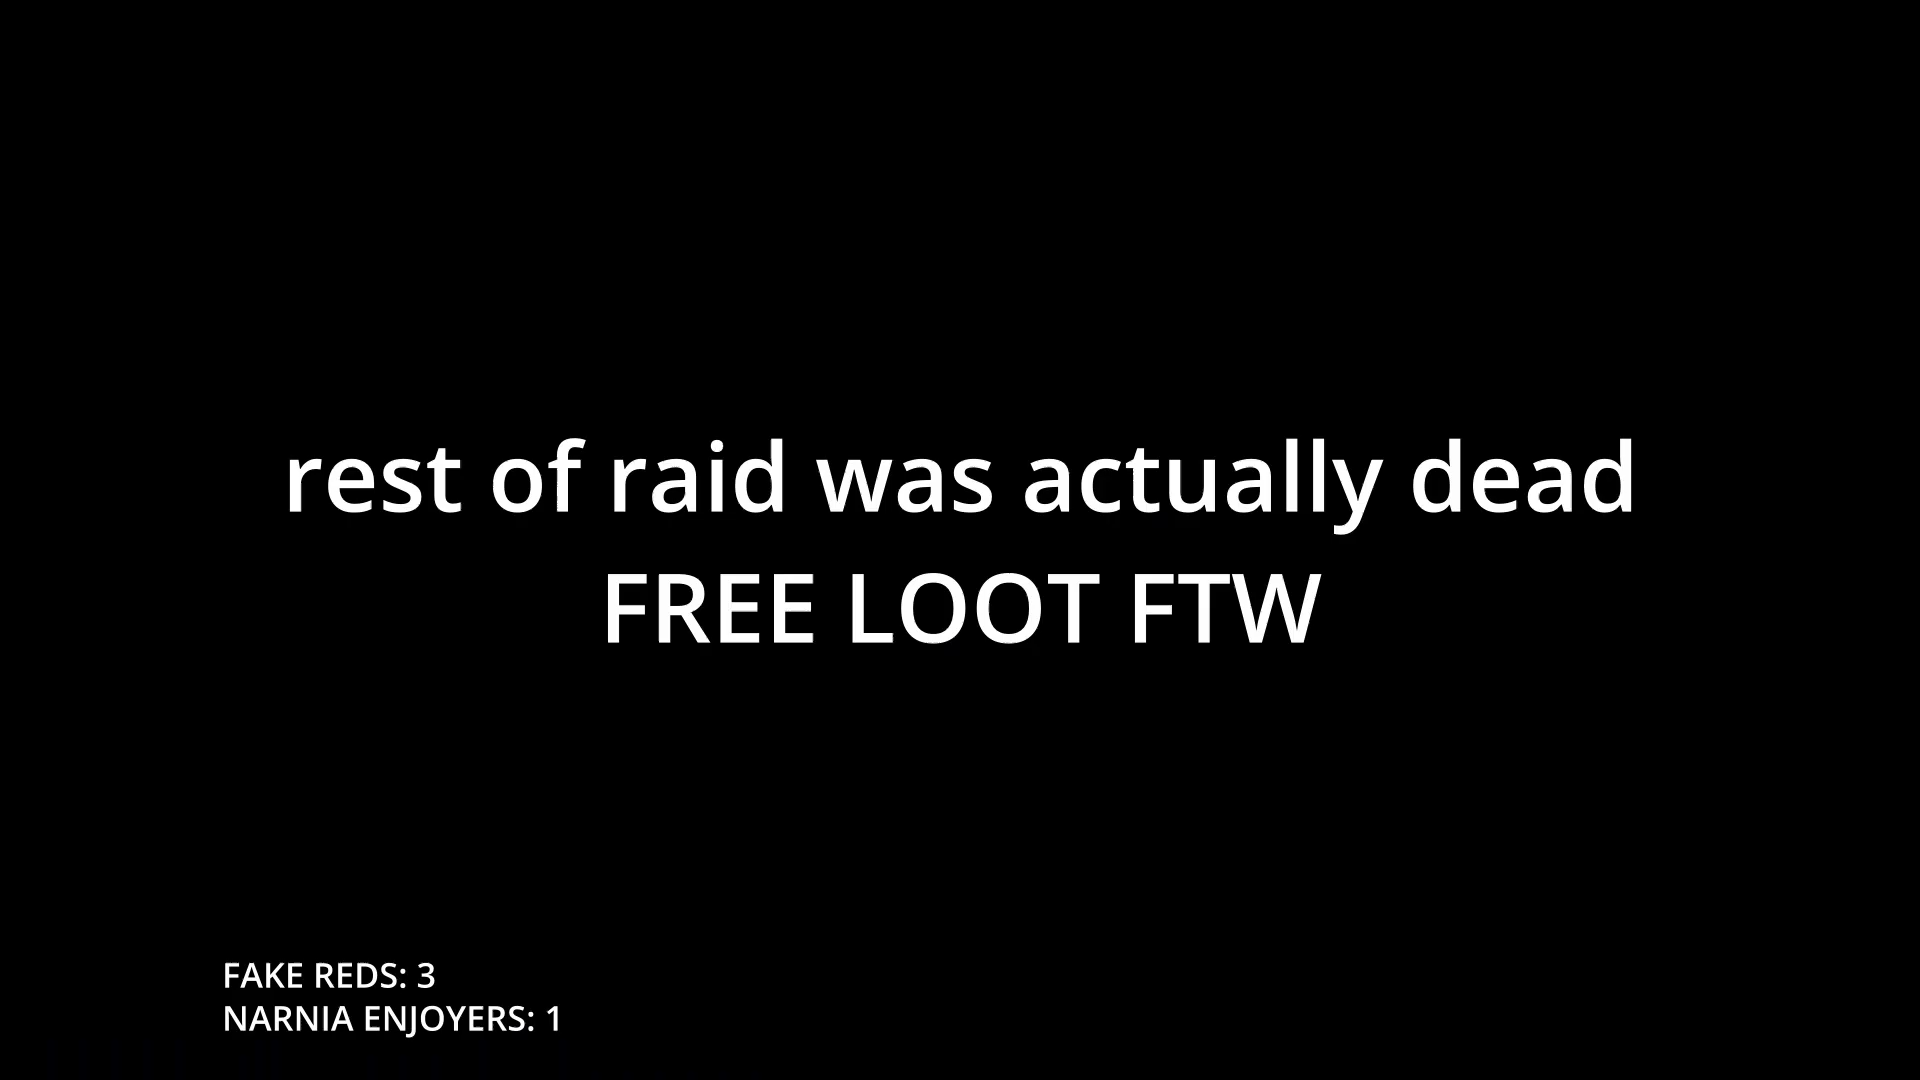 rest of raid was actually dead
FREE LOOT FTW
FAKE REDS: 3
NARNIA ENJOYERS: 1